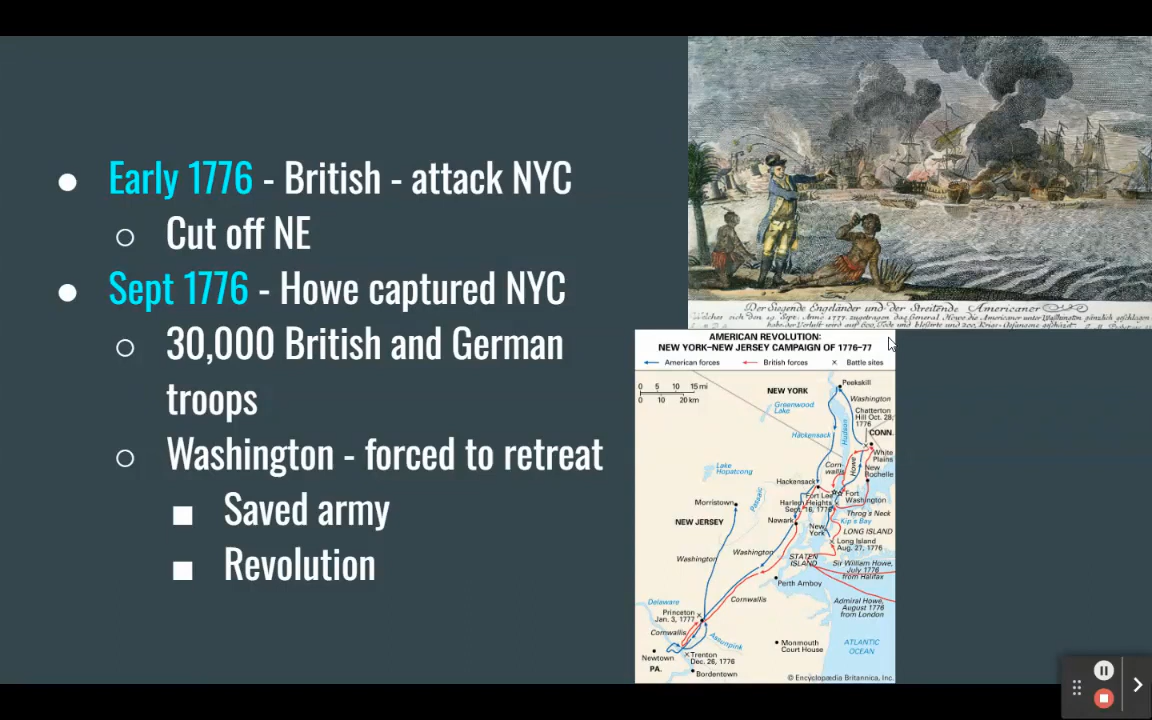 ● Early 1776 - British - attack NYC
○ Cut off NE
● Sept 1776 - Howe captured NYC
○ 30,000 British and German
troops
○ Washington - forced to retreat
■ Saved army
■ Revolution
Der Siegende Engländer und der Streitende Americaner
AMERICAN REVOLUTION:
NEW YORK–NEW JERSEY CAMPAIGN OF 1776–77
American forces British forces × Battle sites
0 5 10 15 mi
0 10 20 km
NEW YORK
Peekskill
Greenwood
Lake
Washington
Chatterton
Hill Oct. 28,
1776
Hackensack
Hudson
CONN.
Howe
White
Plains
Corn-
wallis
New
Rochelle
Lake
Hopatcong
Hackensack
Passaic
Fort Lee
Fort
Washington
Morristown
Harlem Heights
Sept. 16, 1776
Throg's Neck
Kip's Bay
NEW JERSEY
Newark
New
York
LONG ISLAND
Long Island
Aug. 27, 1776
Washington
Washington
STATEN
ISLAND
Sir William Howe,
July 1776
from Halifax
Perth Amboy
Delaware
Cornwallis
Admiral Howe,
August 1776
from London
Princeton
Jan. 3, 1777
Cornwallis
Assunpink
Monmouth
Court House
ATLANTIC
OCEAN
Newtown
Trenton
Dec. 26, 1776
PA.
Bordentown
© Encyclopædia Britannica, Inc.